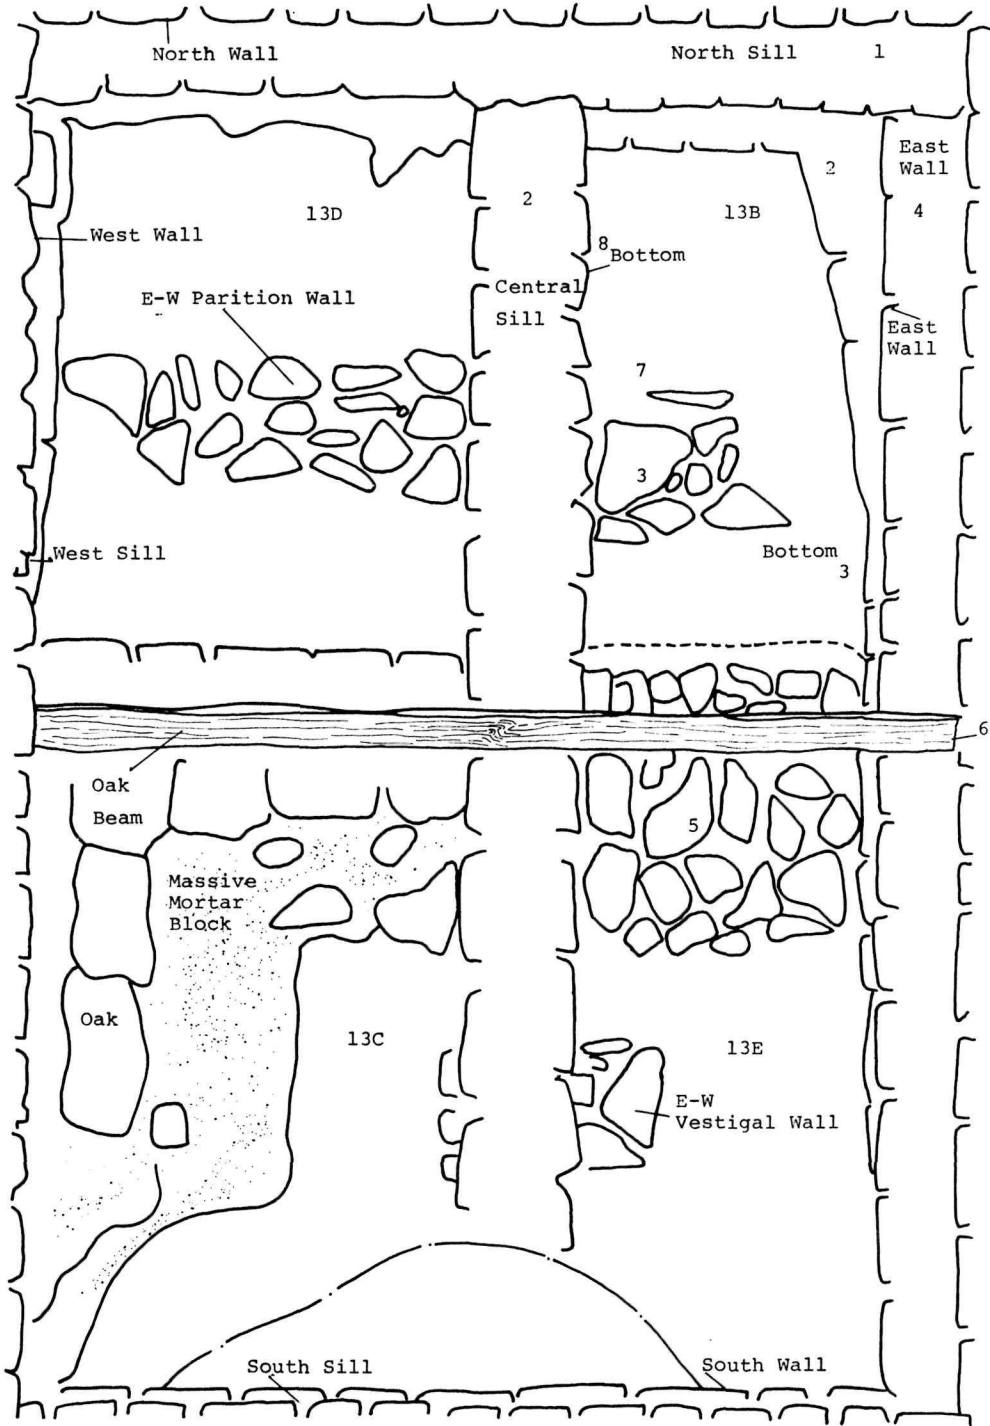 North Wall
North Sill 1
East
Wall
2
2
13D
13B
4
West Wall
8
Bottom
Central
Sill
E-W Parition Wall
East
Wall
7
3
West Sill
Bottom
3
6
Oak
Beam
5
Massive
Mortar
Block
Oak
13C
13E
E-W
Vestigal Wall
South Sill
South Wall